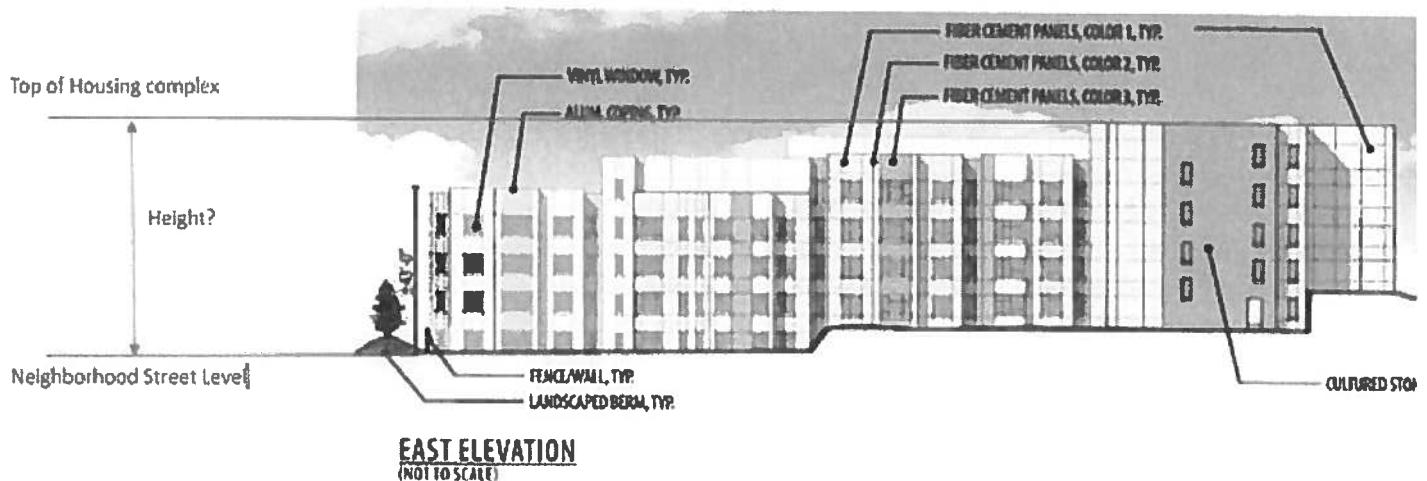 FIBER CEMENT PANELS, COLOR 1, TYP.
VINYL WINDOW, TYP.
FIBER CEMENT PANELS, COLOR 2, TYP.
Top of Housing complex
FIBER CEMENT PANELS, COLOR 3, TYP.
ALUM. COPING, TYP
Height?
Neighborhood Street Level
FENCE/WALL, TYP.
CULTURED STON
LANDSCAPED BERM, TYP.
EAST ELEVATION
(NOT TO SCALE)